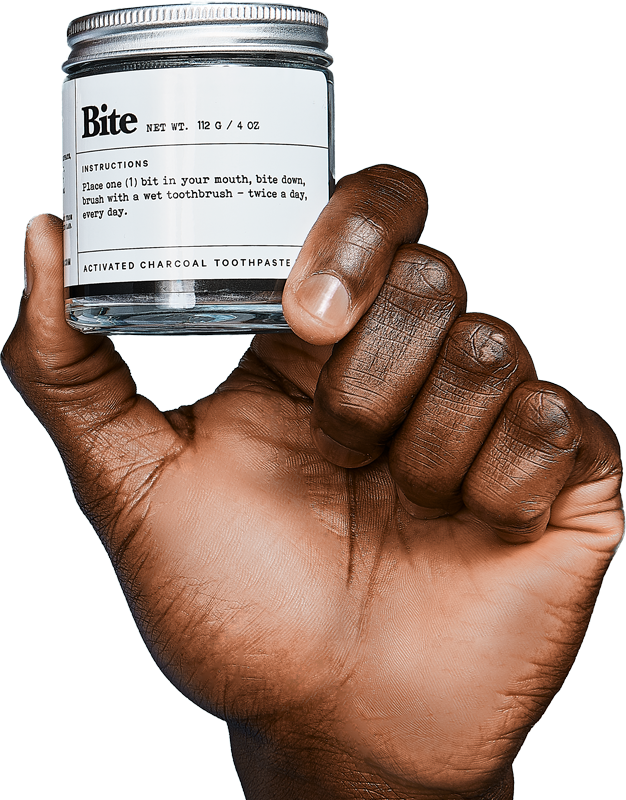 Bite NET WT. 112 G / 4 OZ
INSTRUCTIONS
Place one (1) bit in your mouth, bite down,
brush with a wet toothbrush - twice a day,
every day.
ACTIVATED CHARCOAL TOOTHPASTE